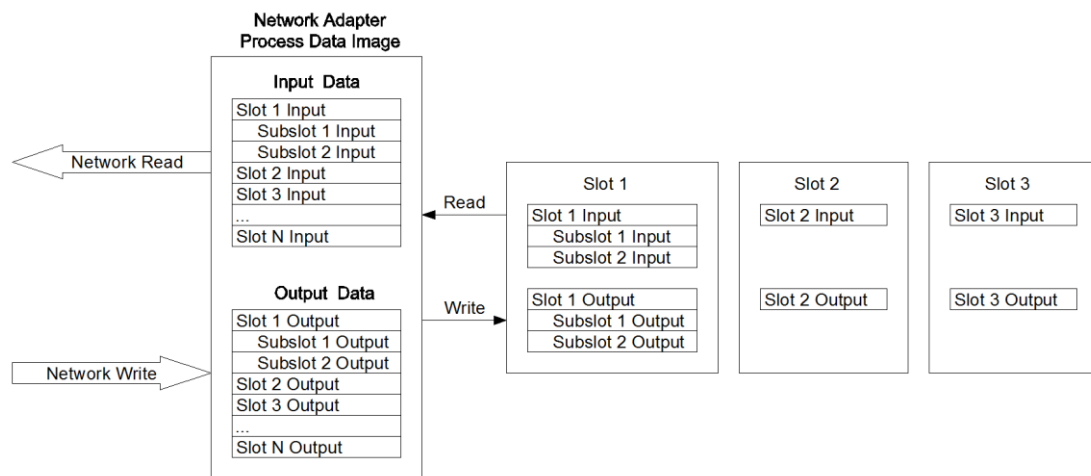 Network Adapter
Process Data Image
Input Data
Slot 1 Input
Subslot 1 Input
Subslot 2 Input
Slot 2 Input
Slot 3 Input
...
Slot N Input
Network Read
Output Data
Slot 1 Output
Subslot 1 Output
Subslot 2 Output
Slot 2 Output
Slot 3 Output
...
Slot N Output
Network Write
Read
Write
Slot 1
Slot 1 Input
Subslot 1 Input
Subslot 2 Input
Slot 1 Output
Subslot 1 Output
Subslot 2 Output
Slot 2
Slot 2 Input
Slot 2 Output
Slot 3
Slot 3 Input
Slot 3 Output